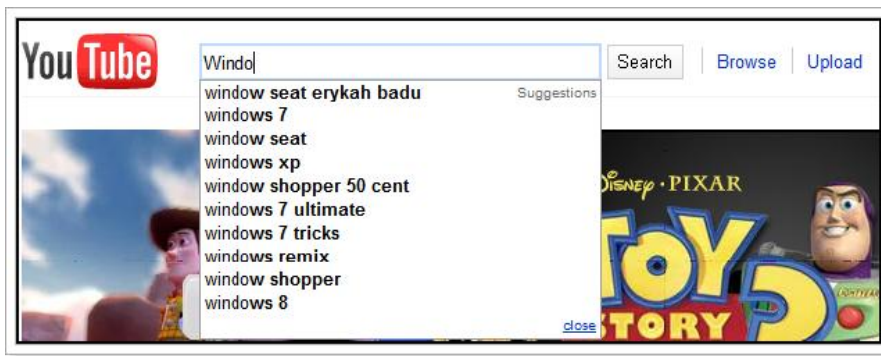 YouTube Windo Search Browse Upload
window seat erykah badu Suggestions
windows 7
window seat
windows xp
window shopper 50 cent
windows 7 ultimate
windows 7 tricks
windows remix
window shopper
windows 8
close
DISNEY · PIXAR
TOY
STORY